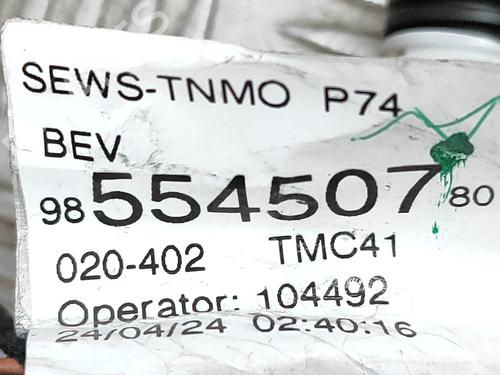 SEWS-TNMO P74
BEV
98 554507 80
020-402 TMC41
Operator: 104492
24/04/24 02:40:16